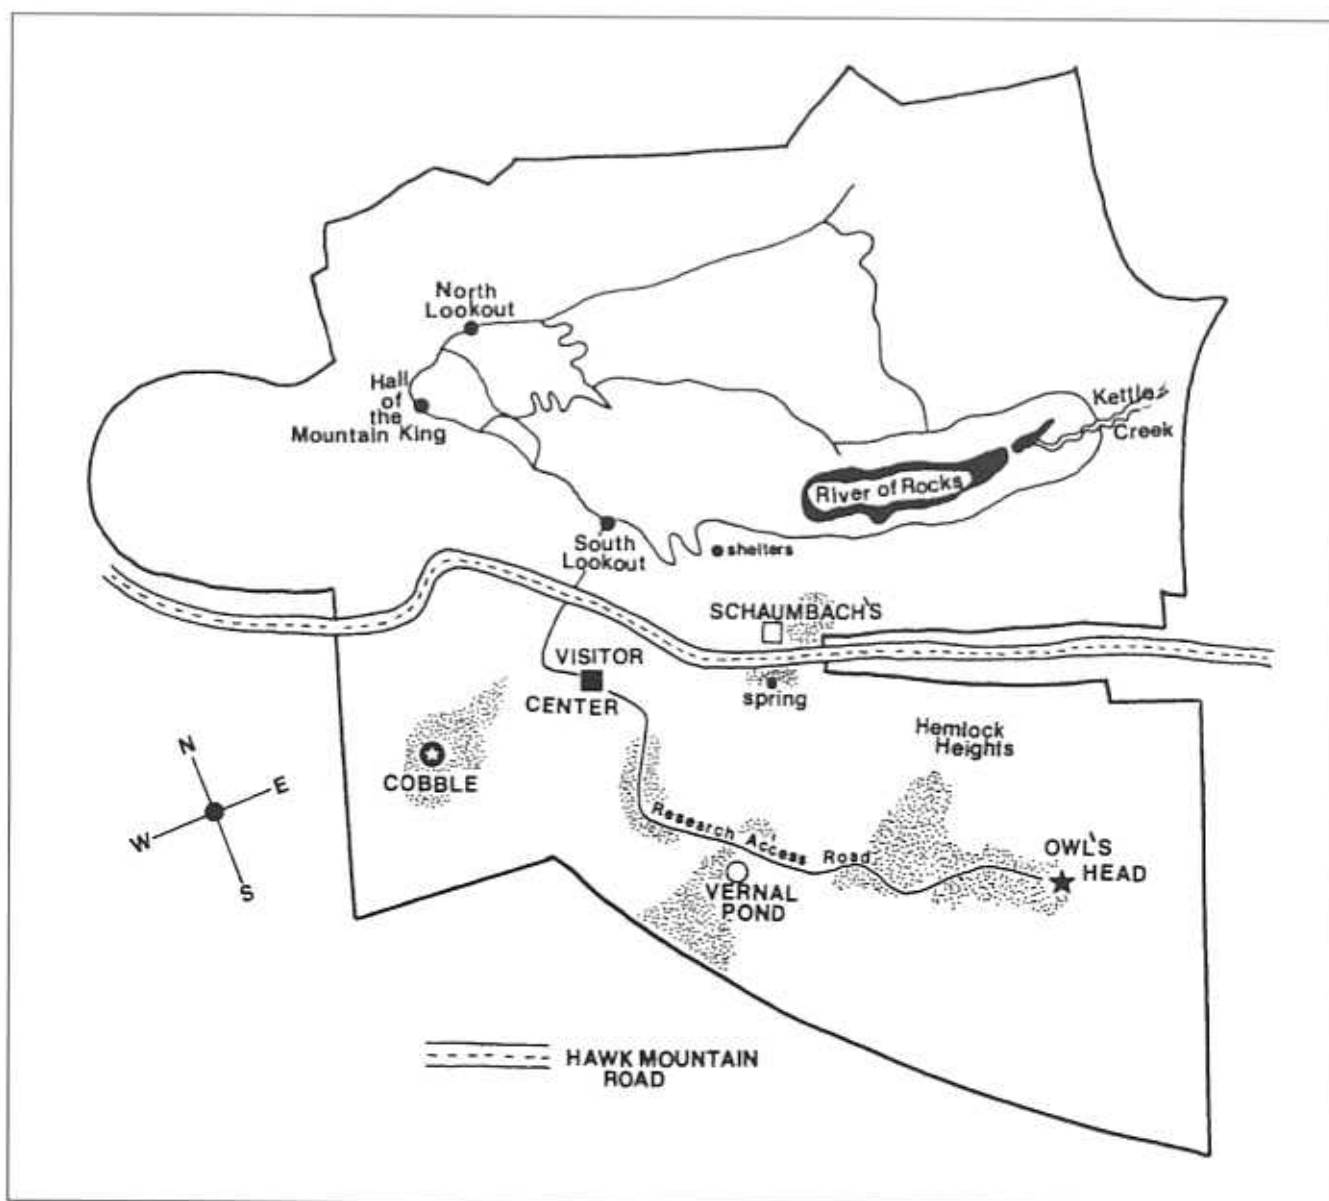 North
Lookout
Hall
of
the
Mountain King
Kettle
Creek
River of Rocks
South
Lookout
shelters
SCHAUMBACH'S
VISITOR
CENTER
spring
Hemlock
Heights
COBBLE
N
E
W
S
Research Access Road
OWL'S
HEAD
VERNAL
POND
HAWK MOUNTAIN
ROAD